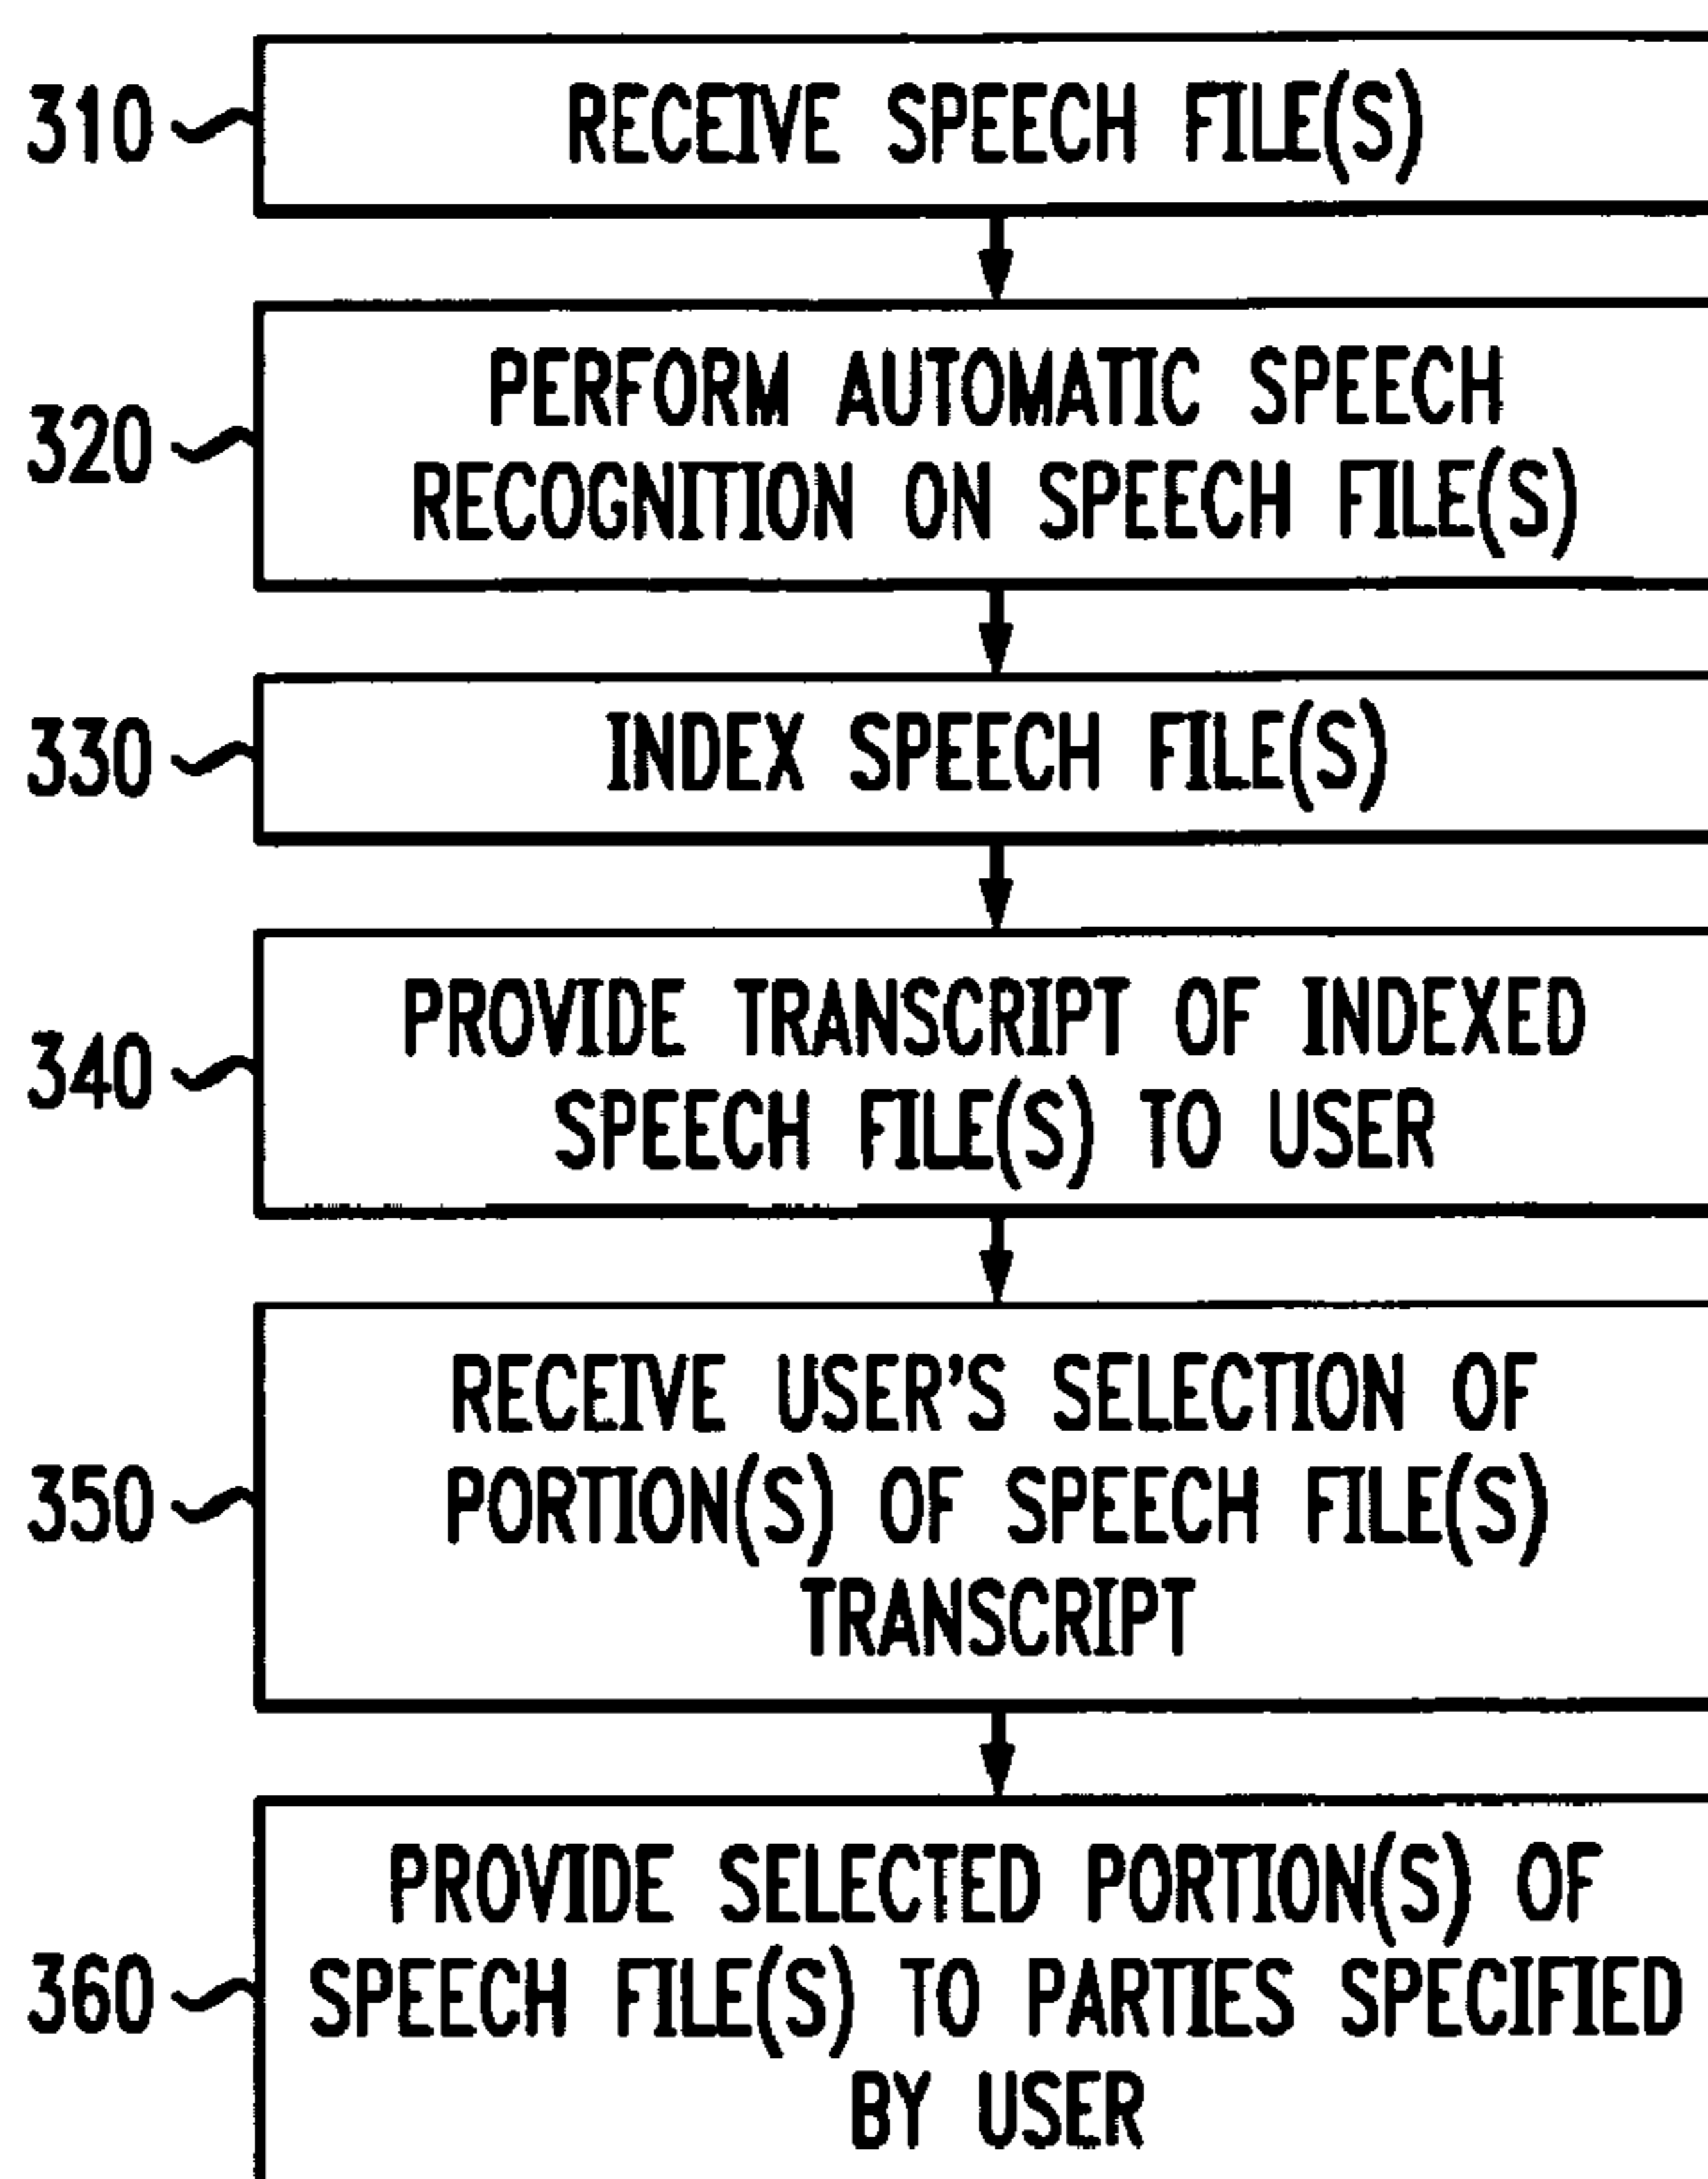 310
RECEIVE SPEECH FILE(S)
320
PERFORM AUTOMATIC SPEECH
RECOGNITION ON SPEECH FILE(S)
330
INDEX SPEECH FILE(S)
340
PROVIDE TRANSCRIPT OF INDEXED
SPEECH FILE(S) TO USER
350
RECEIVE USER'S SELECTION OF
PORTION(S) OF SPEECH FILE(S)
TRANSCRIPT
360
PROVIDE SELECTED PORTION(S) OF
SPEECH FILE(S) TO PARTIES SPECIFIED
BY USER